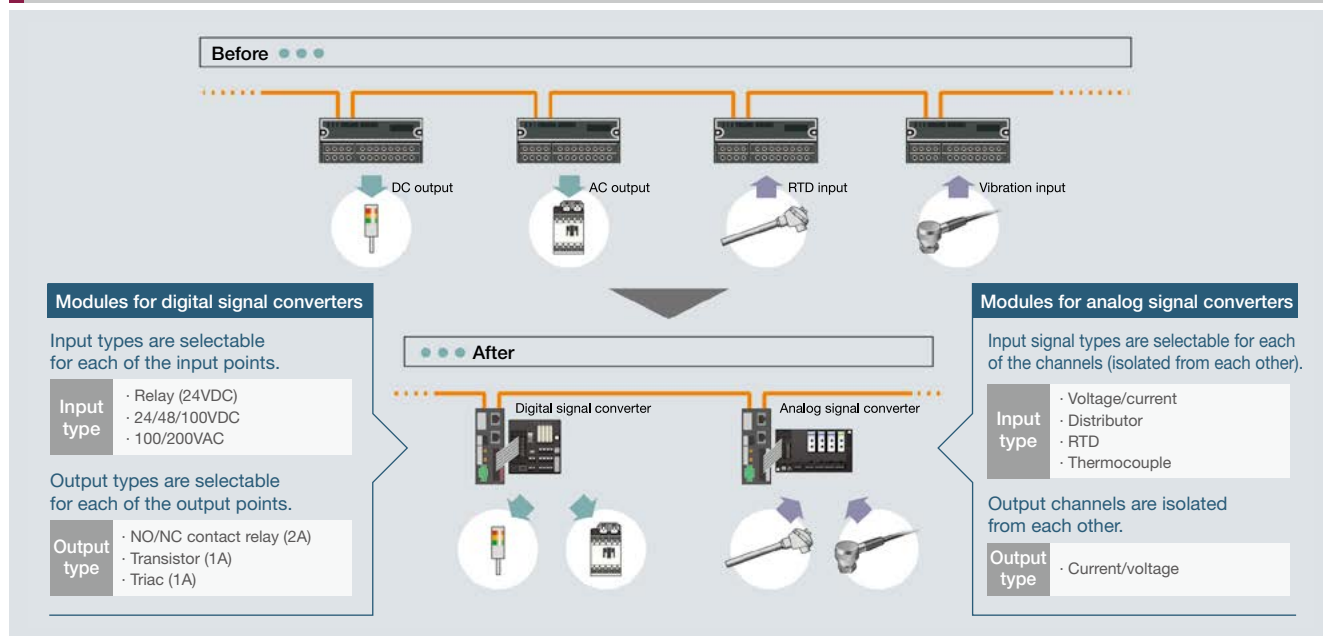 Before
DC output
AC output
RTD input
Vibration input
Modules for digital signal converters
Input types are selectable
for each of the input points.
Input
type
· Relay (24VDC)
· 24/48/100VDC
· 100/200VAC
Output types are selectable
for each of the output points.
Output
type
· NO/NC contact relay (2A)
· Transistor (1A)
· Triac (1A)
After
Digital signal converter
Analog signal converter
Modules for analog signal converters
Input signal types are selectable for each
of the channels (isolated from each other).
Input
type
· Voltage/current
· Distributor
· RTD
· Thermocouple
Output channels are isolated
from each other.
Output
type
· Current/voltage